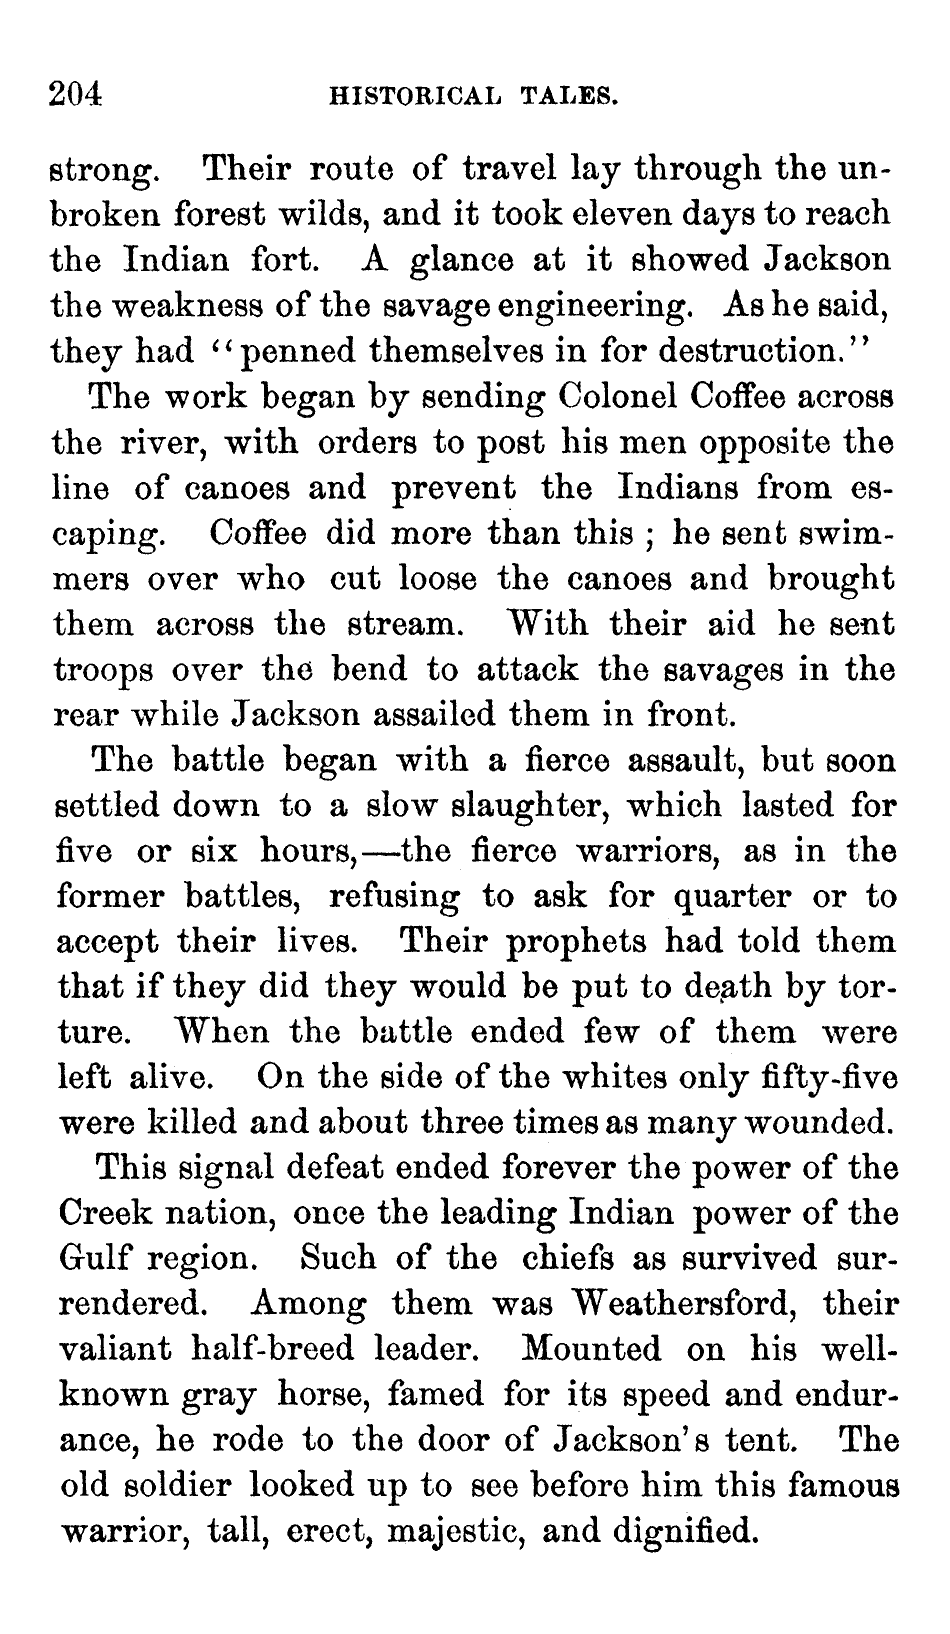 204 HISTORICAL TALES.
strong. Their route of travel lay through the un-
broken forest wilds, and it took eleven days to reach
the Indian fort. A glance at it showed Jackson
the weakness of the savage engineering. As he said,
they had “penned themselves in for destruction.”
The work began by sending Colonel Coffee across
the river, with orders to post his men opposite the
line of canoes and prevent the Indians from es-
caping. Coffee did more than this ; he sent swim-
mers over who cut loose the canoes and brought
them across the stream. With their aid he sent
troops over the bend to attack the savages in the
rear while Jackson assailed them in front.
The battle began with a fierce assault, but soon
settled down to a slow slaughter, which lasted for
five or six hours,—the fierce warriors, as in the
former battles, refusing to ask for quarter or to
accept their lives. Their prophets had told them
that if they did they would be put to death by tor-
ture. When the battle ended few of them were
left alive. On the side of the whites only fifty-five
were killed and about three times as many wounded.
This signal defeat ended forever the power of the
Creek nation, once the leading Indian power of the
Gulf region. Such of the chiefs as survived sur-
rendered. Among them was Weathersford, their
valiant half-breed leader. Mounted on his well-
known gray horse, famed for its speed and endur-
ance, he rode to the door of Jackson's tent. The
old soldier looked up to see before him this famous
warrior, tall, erect, majestic, and dignified.